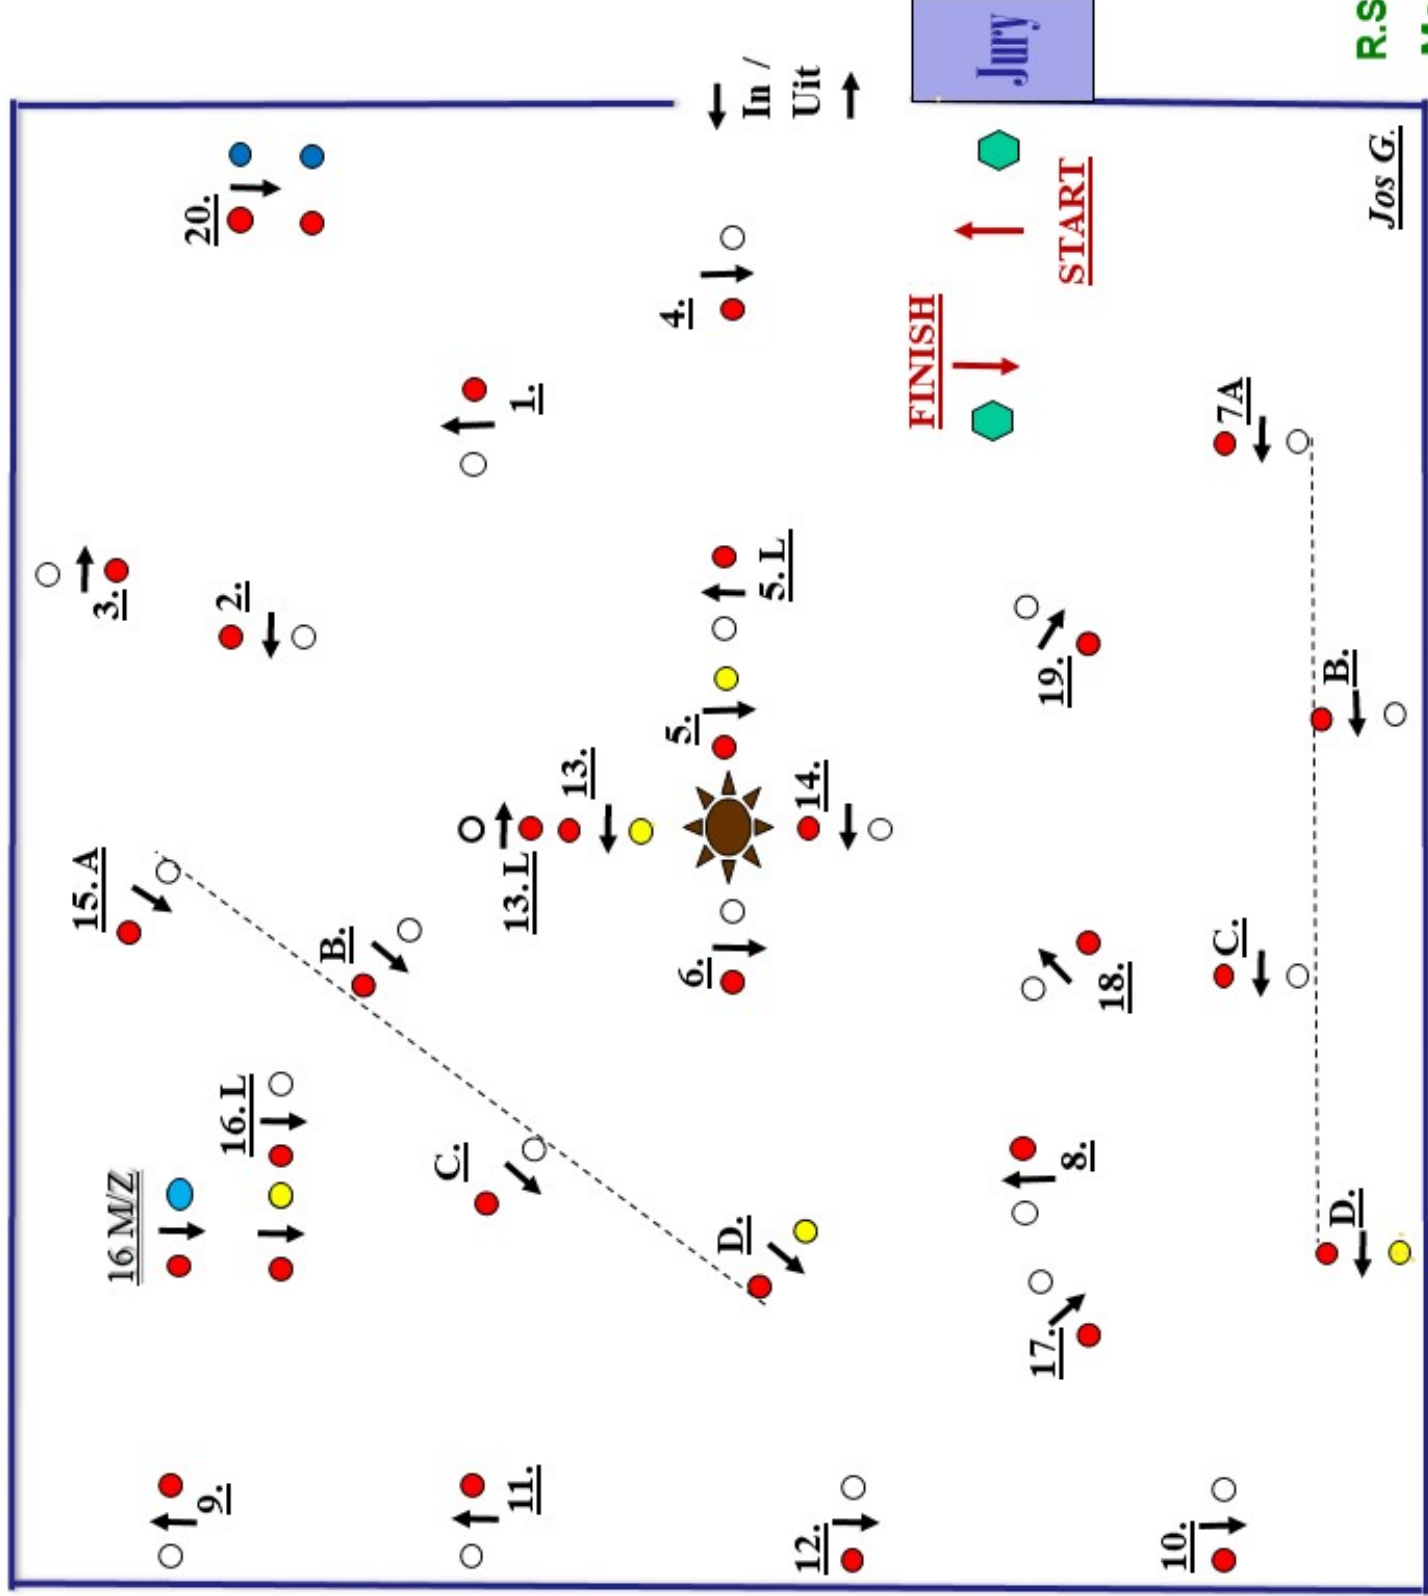 15. A
3.
16 M/Z
9.
20.
16. L
2.
B.
C.
13. L
11.
1.
13.
4.
5.
6.
D.
In /
5. L
Uit
12.
14.
FINISH
Jury
17.
19.
START
8.
18.
10.
C.
7A
B.
D.
R.S
Jos G.